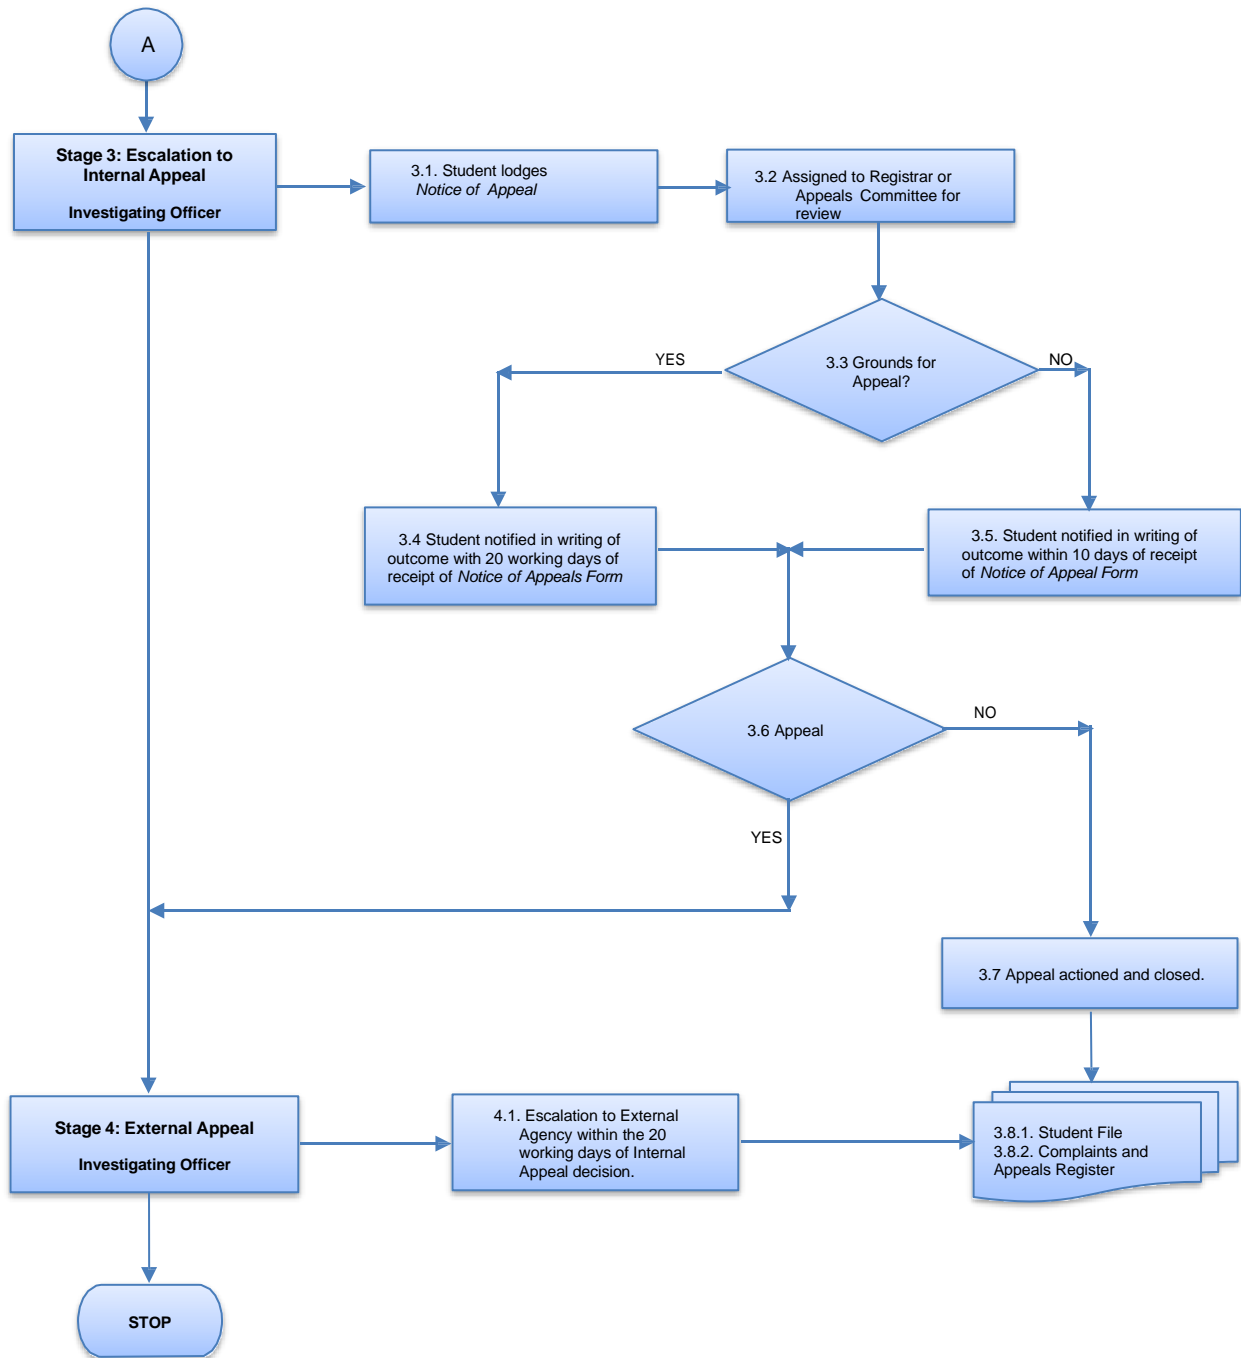 A
Stage 3: Escalation to
Internal Appeal
Investigating Officer
3.1. Student lodges
Notice of Appeal
3.2 Assigned to Registrar or
Appeals Committee for
review
3.3 Grounds for
Appeal?
YES
NO
3.4 Student notified in writing of
outcome with 20 working days of
receipt of Notice of Appeals Form
3.5. Student notified in writing of
outcome within 10 days of receipt
of Notice of Appeal Form
3.6 Appeal
NO
YES
3.7 Appeal actioned and closed.
Stage 4: External Appeal
Investigating Officer
4.1. Escalation to External
Agency within the 20
working days of Internal
Appeal decision.
3.8.1. Student File
3.8.2. Complaints and
Appeals Register
STOP